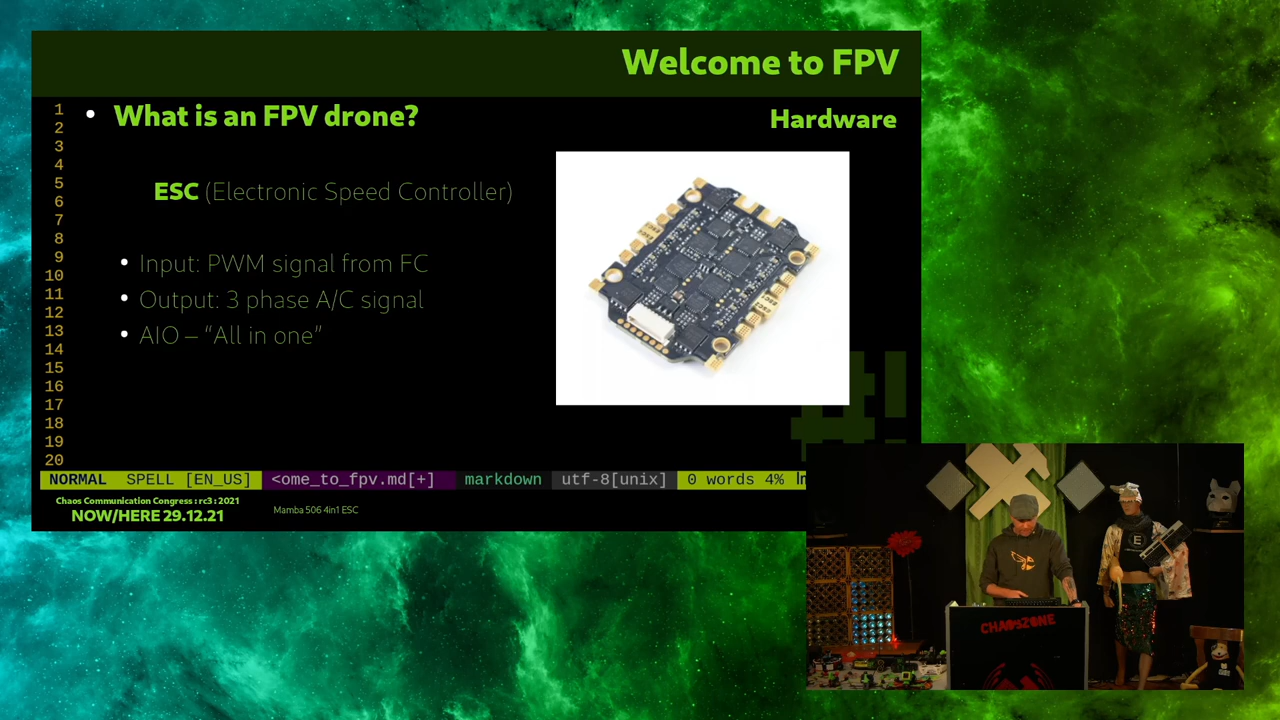 Welcome to FPV
• What is an FPV drone?
Hardware
ESC (Electronic Speed Controller)
• Input: PWM signal from FC
• Output: 3 phase A/C signal
• AIO – “All in one”
1
2
3
4
5
6
7
8
9
10
11
12
13
14
15
16
17
18
19
20
#!
NORMAL SPELL [EN_US] <ome_to_fpv.md[+] markdown utf-8[unix] 0 words 4% ln
Chaos Communication Congress : rc3 : 2021
NOW/HERE 29.12.21
Mamba 506 4in1 ESC
CHAOSZONE
E